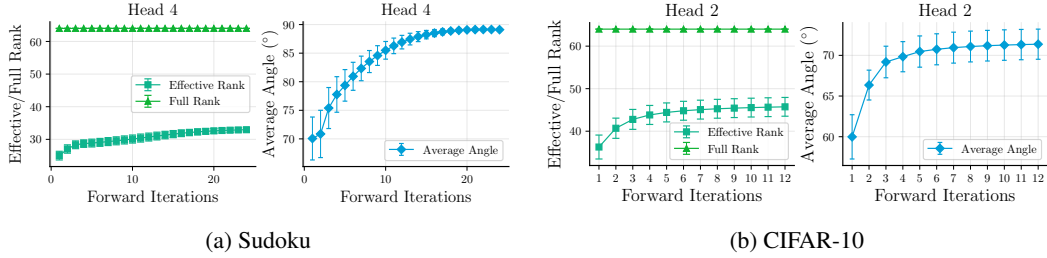 Head 4
Effective/Full Rank
60
50
40
30
Effective Rank
Full Rank
0
10
20
Forward Iterations
Head 4
Average Angle (°)
90
85
80
75
70
Average Angle
0
10
20
Forward Iterations
(a) Sudoku
Head 2
Effective/Full Rank
60
50
40
Effective Rank
Full Rank
1 2 3 4 5 6 7 8 9 10 11 12
Forward Iterations
Head 2
Average Angle (°)
70
65
60
Average Angle
1 2 3 4 5 6 7 8 9 10 11 12
Forward Iterations
(b) CIFAR-10